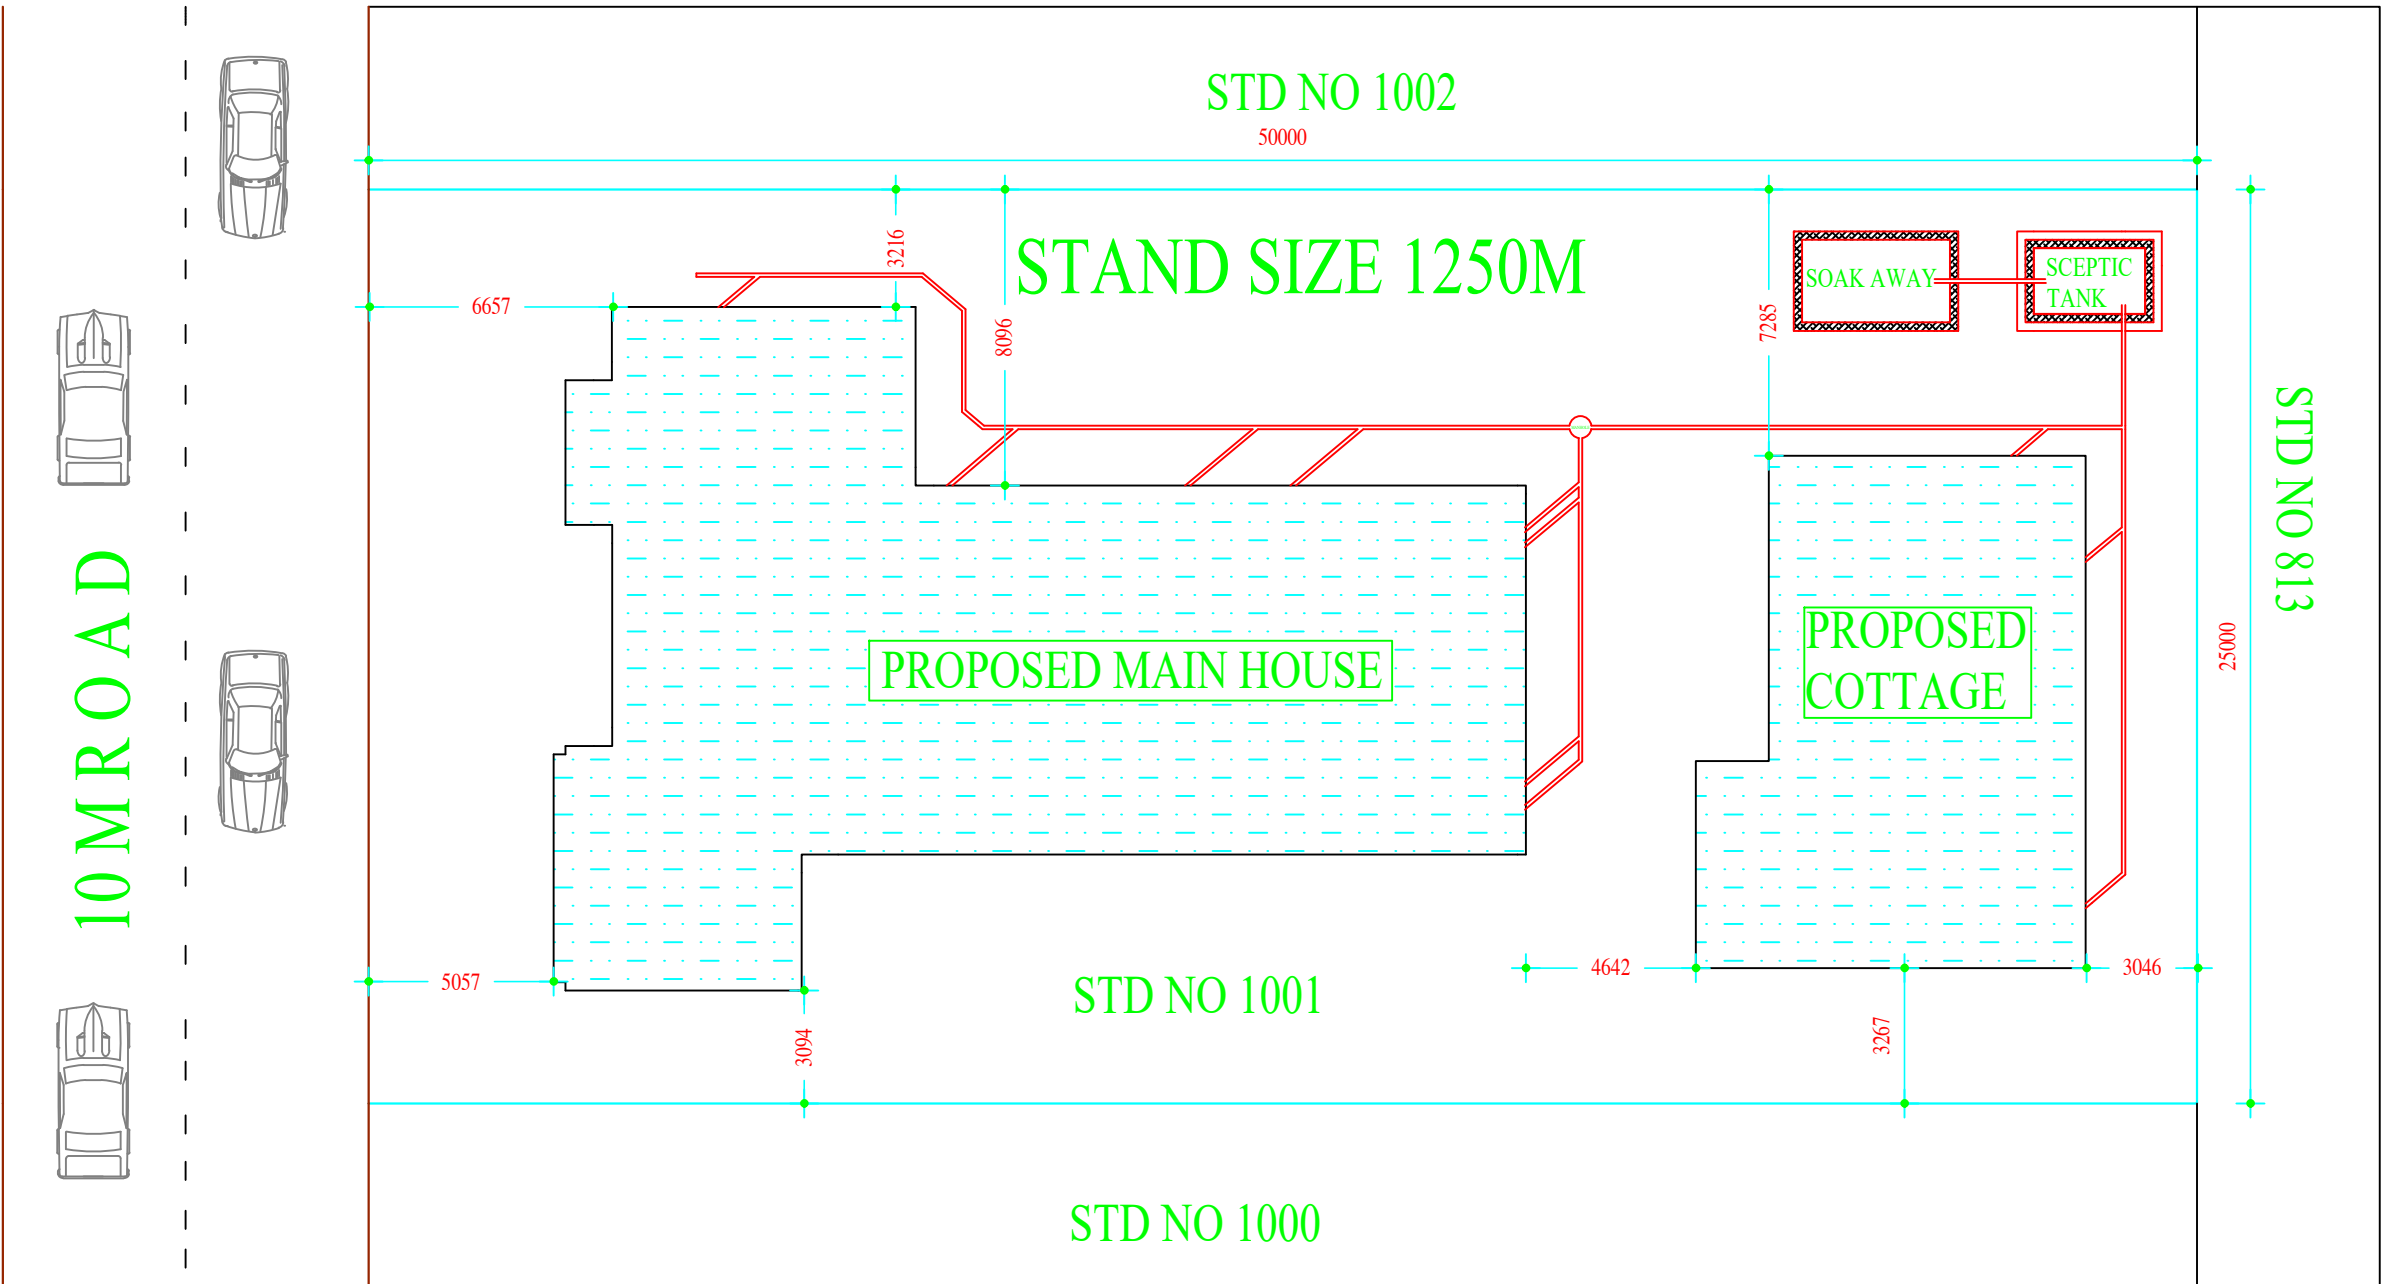 STD NO 1002
50000
3216
STAND SIZE 1250M
6657
8096
7285
SOAK AWAY
SCEPTIC
TANK
STD NO 813
25000
10 M R O A D
PROPOSED MAIN HOUSE
PROPOSED
COTTAGE
5057
STD NO 1001
4642
3046
3094
3267
STD NO 1000